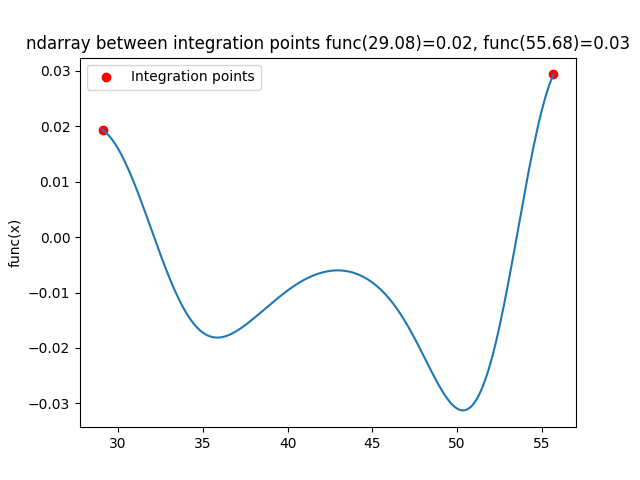 ndarray between integration points func(29.08)=0.02, func(55.68)=0.03
Integration points
func(x)
0.03
0.02
0.01
0.00
−0.01
−0.02
−0.03
30 35 40 45 50 55